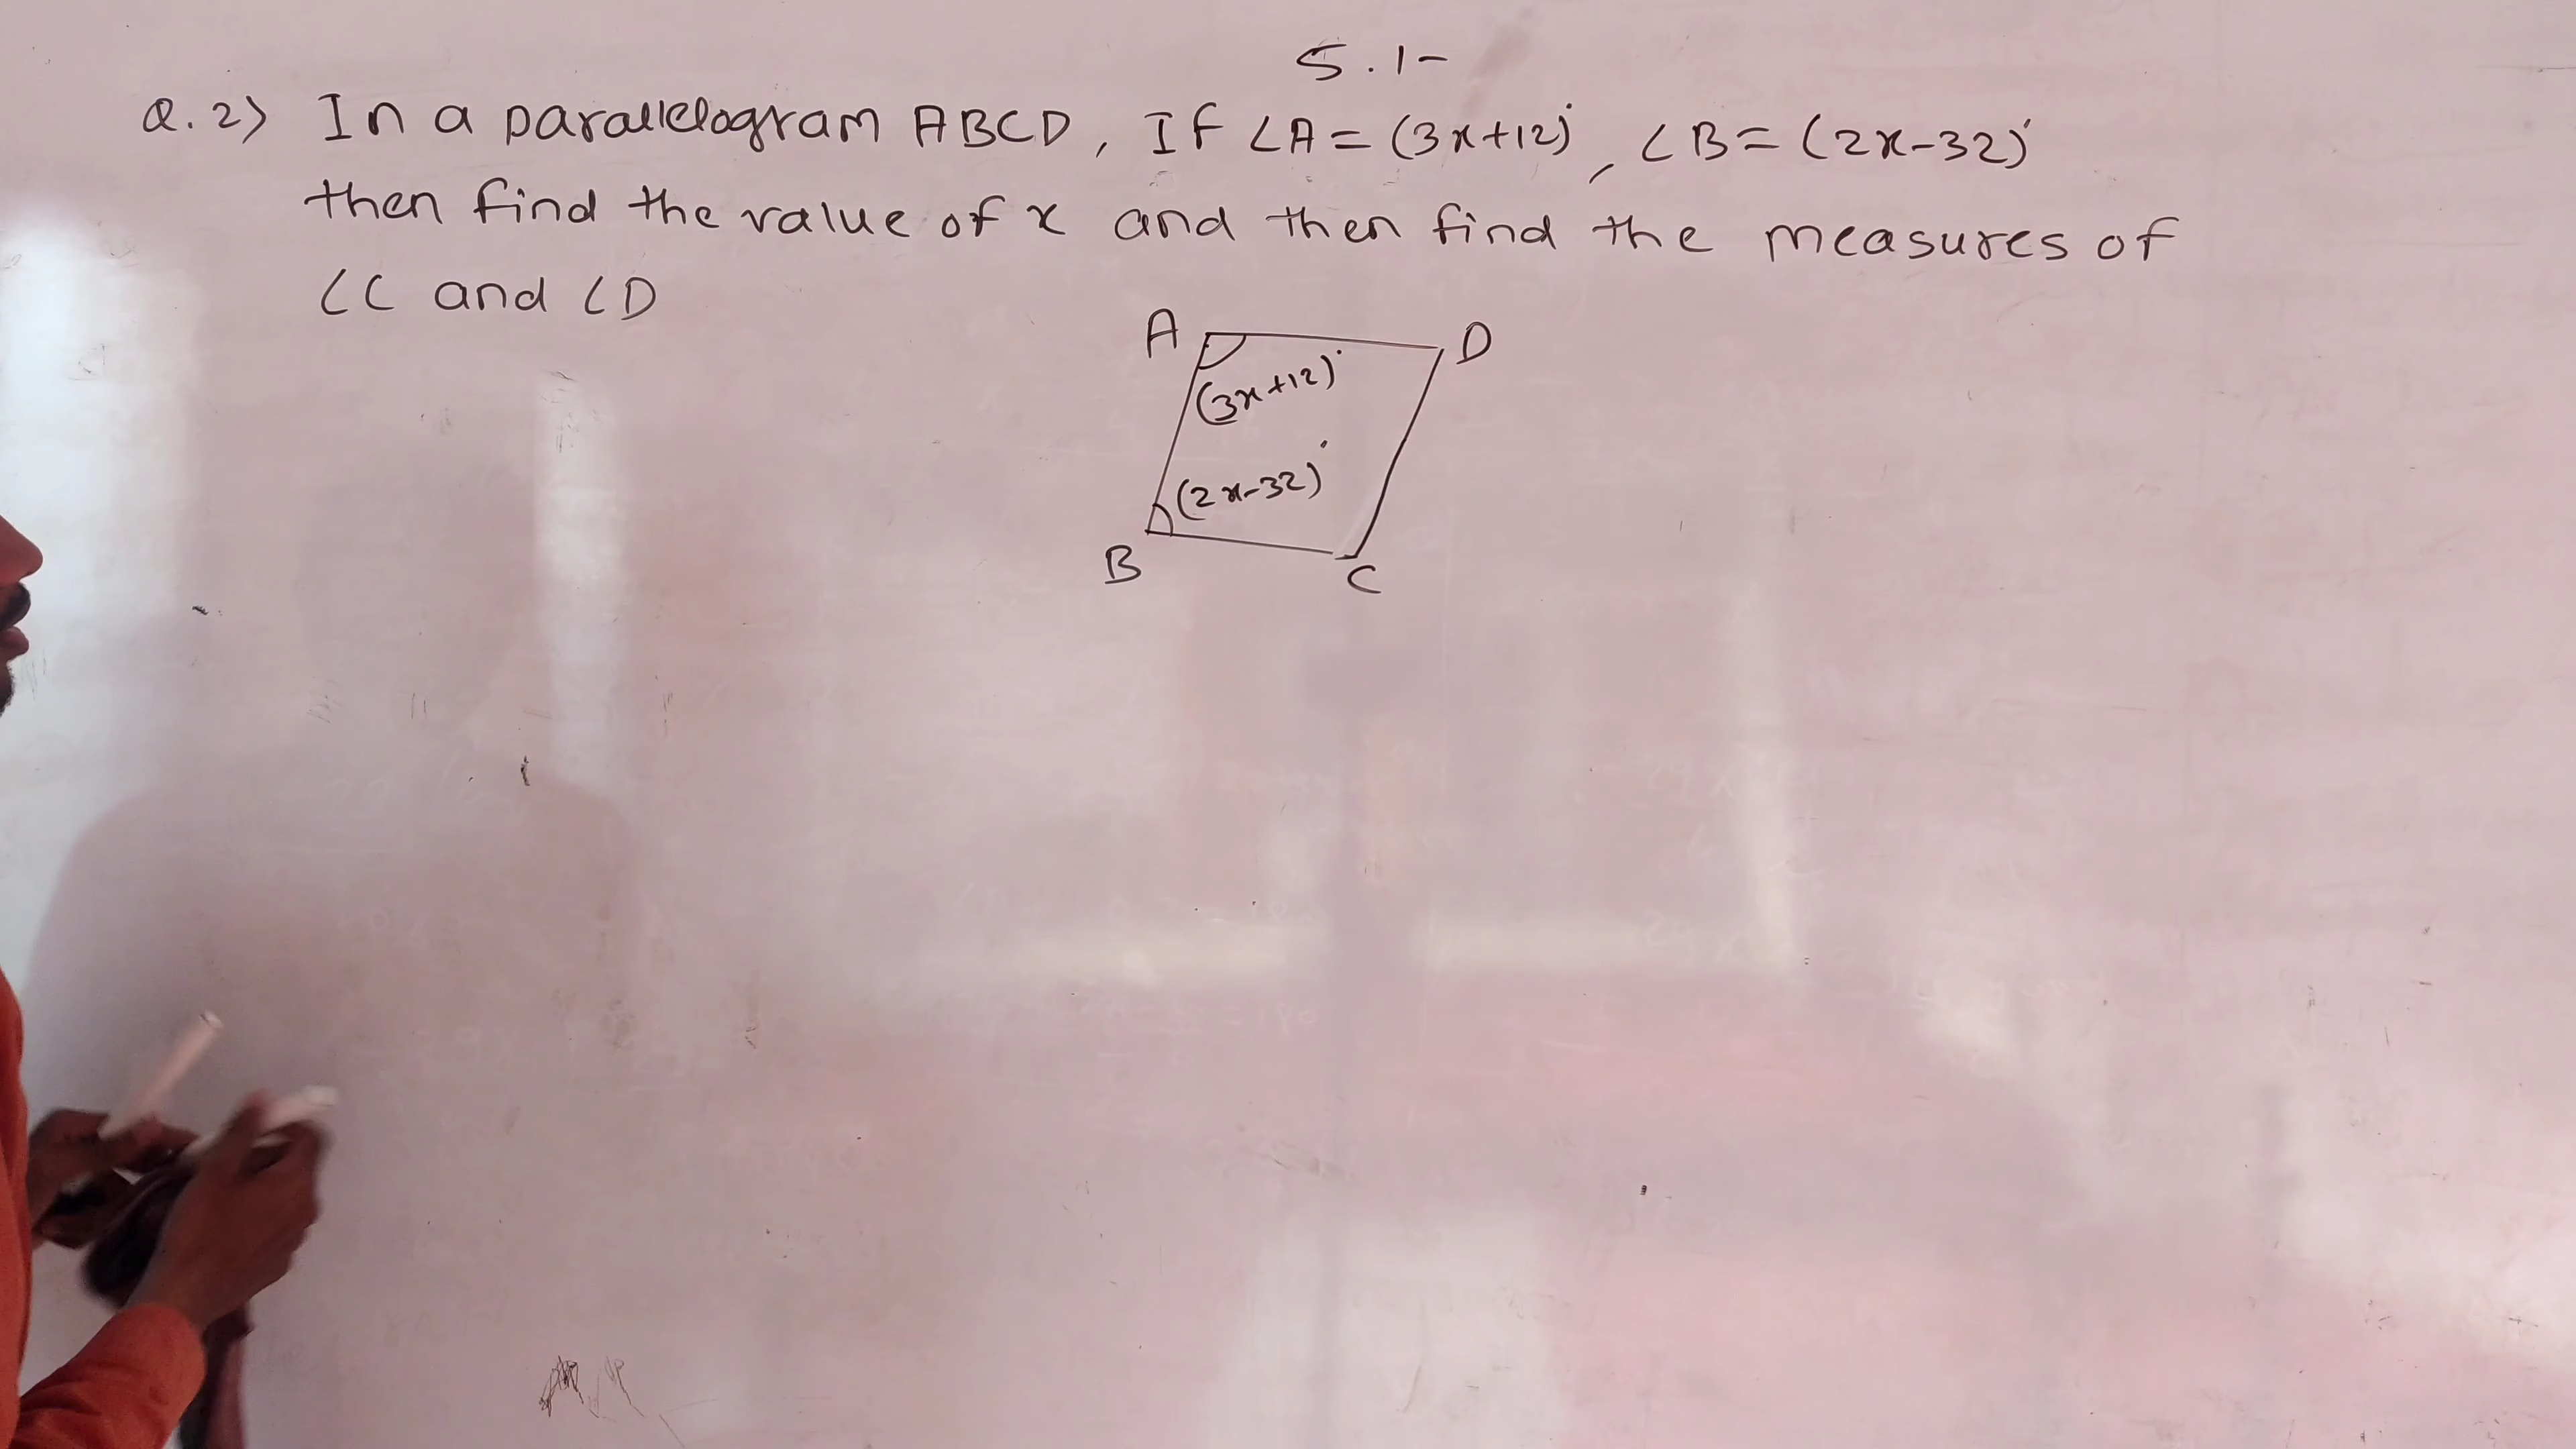 5.1-
Q.2) In a parallelogram ABCD, If ∠A = (3x+12)°, ∠B = (2x-32)°
then find the value of x and then find the measures of
∠C and ∠D
A
D
(3x+12)°
(2x-32)°
B
C